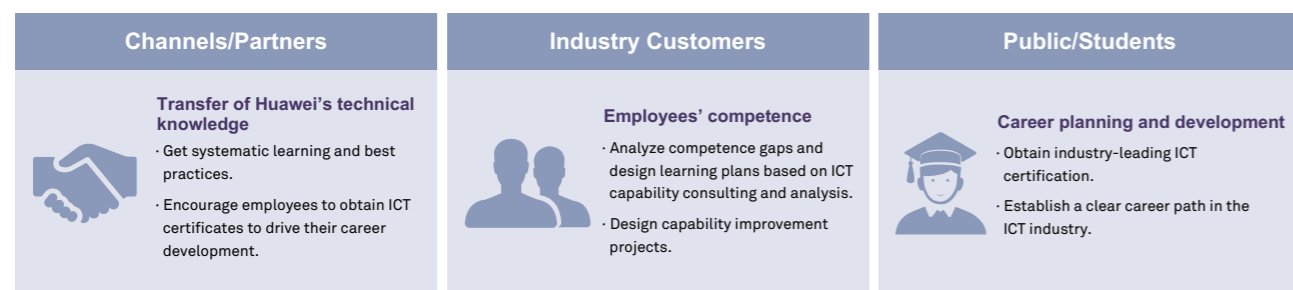 Channels/Partners
Transfer of Huawei's technical
knowledge
· Get systematic learning and best
practices.
· Encourage employees to obtain ICT
certificates to drive their career
development.
Industry Customers
Employees' competence
· Analyze competence gaps and
design learning plans based on ICT
capability consulting and analysis.
· Design capability improvement
projects.
Public/Students
Career planning and development
· Obtain industry-leading ICT
certification.
· Establish a clear career path in the
ICT industry.